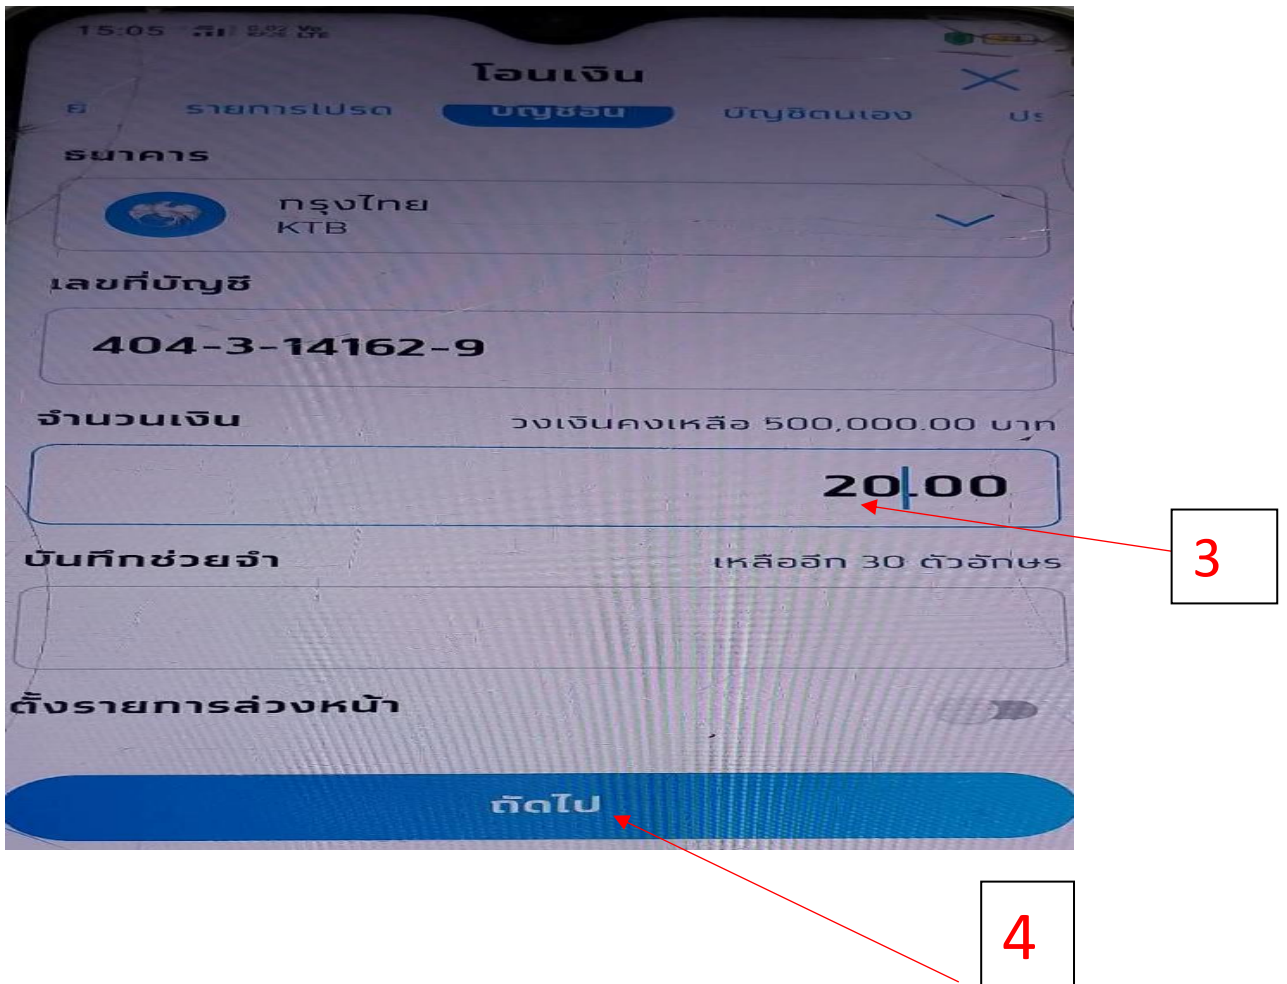 15:05
โอนเงิน
รายการโปรด บัญชีอื่น บัญชีตนเอง ปร
ธนาคาร
กรุงไทย
KTB
เลขที่บัญชี
404-3-14162-9
จำนวนเงิน วงเงินคงเหลือ 500,000.00 บาท
20.00
3
บันทึกช่วยจำ เหลืออีก 30 ตัวอักษร
ตั้งรายการล่วงหน้า
ถัดไป
4